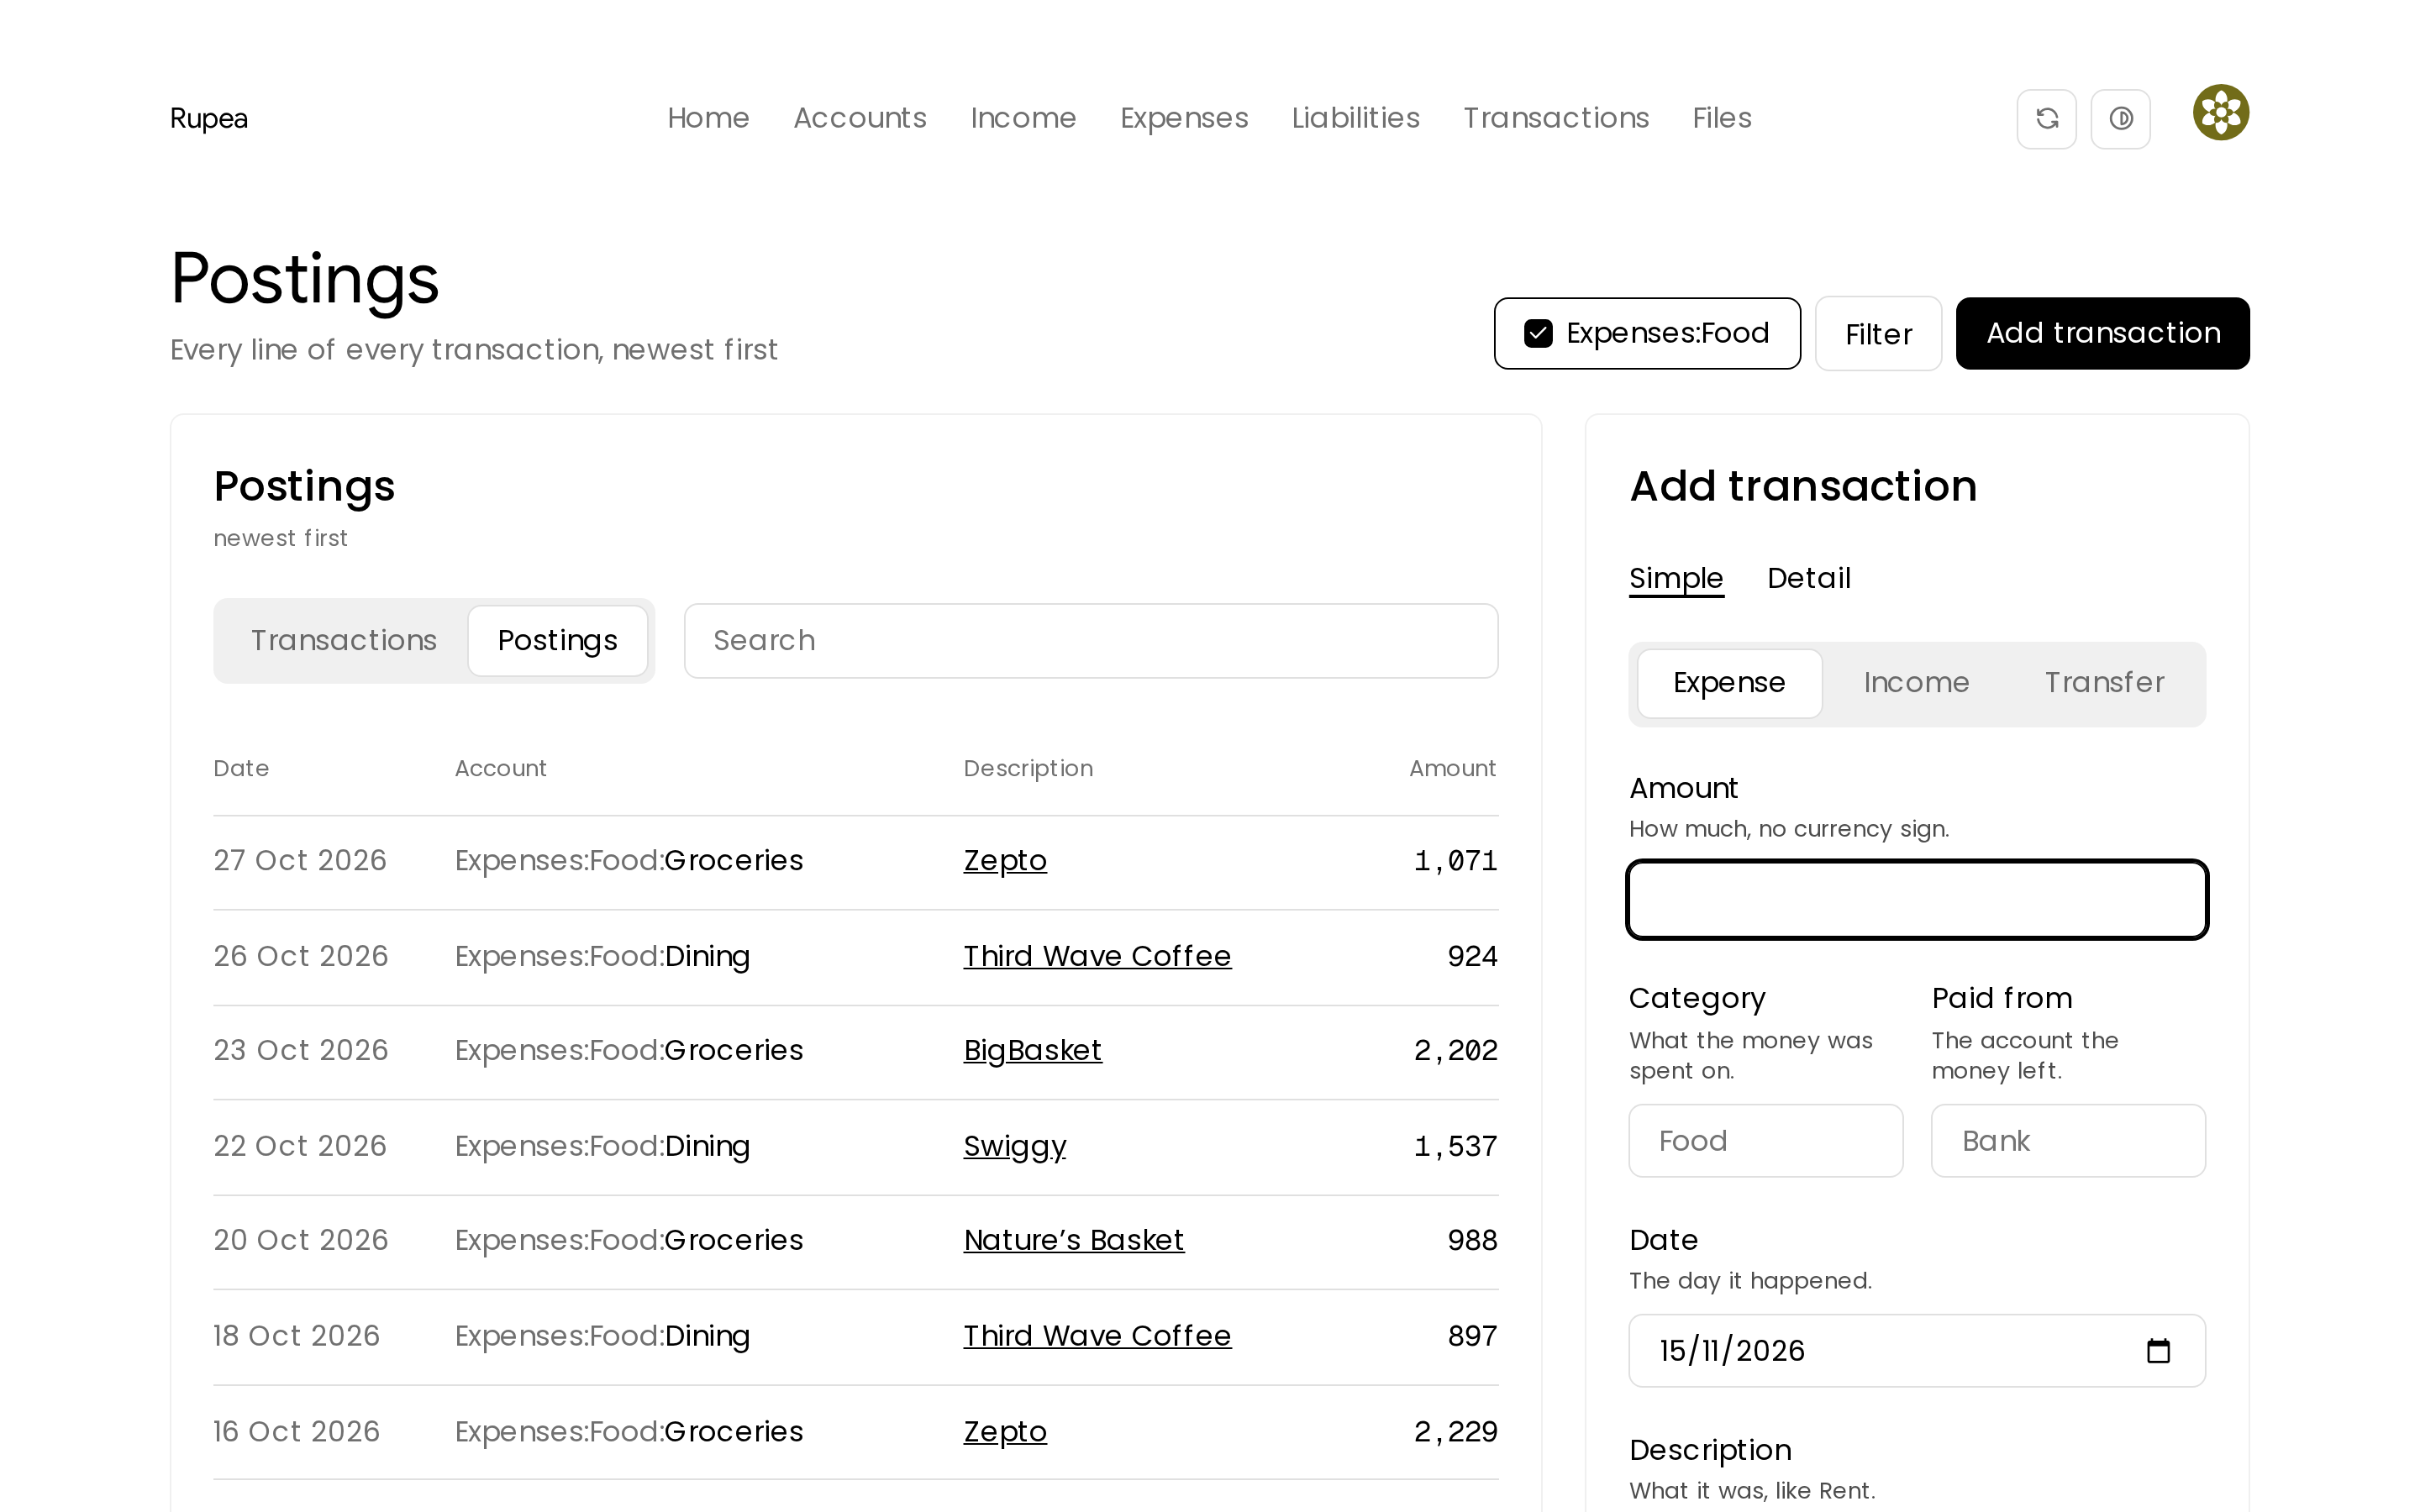 Rupea
Home Accounts Income Expenses Liabilities Transactions Files
Postings
Every line of every transaction, newest first
Expenses:Food Filter Add transaction
Postings
newest first
Transactions Postings Search
Date Account Description Amount
27 Oct 2026 Expenses:Food:Groceries Zepto 1,071
26 Oct 2026 Expenses:Food:Dining Third Wave Coffee 924
23 Oct 2026 Expenses:Food:Groceries BigBasket 2,202
22 Oct 2026 Expenses:Food:Dining Swiggy 1,537
20 Oct 2026 Expenses:Food:Groceries Nature’s Basket 988
18 Oct 2026 Expenses:Food:Dining Third Wave Coffee 897
16 Oct 2026 Expenses:Food:Groceries Zepto 2,229
Add transaction
Simple Detail
Expense Income Transfer
Amount
How much, no currency sign.
Category
What the money was
spent on.
Food
Paid from
The account the
money left.
Bank
Date
The day it happened.
15/11/2026
Description
What it was, like Rent.